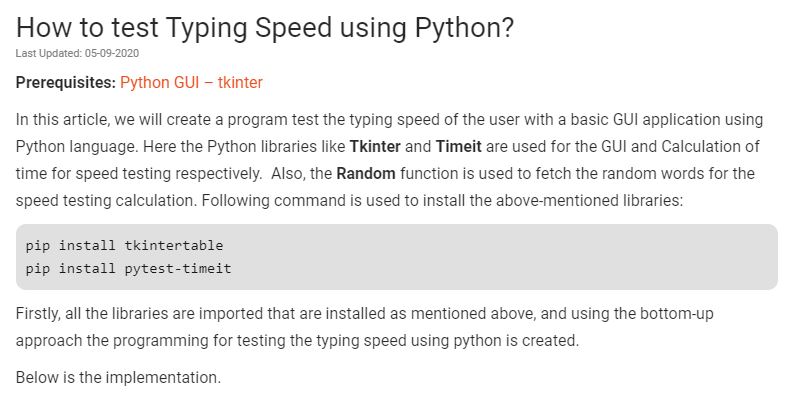 How to test Typing Speed using Python?
Last Updated: 05-09-2020
Prerequisites: Python GUI – tkinter
In this article, we will create a program test the typing speed of the user with a basic GUI application using
Python language. Here the Python libraries like Tkinter and Timeit are used for the GUI and Calculation of
time for speed testing respectively.  Also, the Random function is used to fetch the random words for the
speed testing calculation. Following command is used to install the above-mentioned libraries:
pip install tkintertable
pip install pytest-timeit
Firstly, all the libraries are imported that are installed as mentioned above, and using the bottom-up
approach the programming for testing the typing speed using python is created.
Below is the implementation.